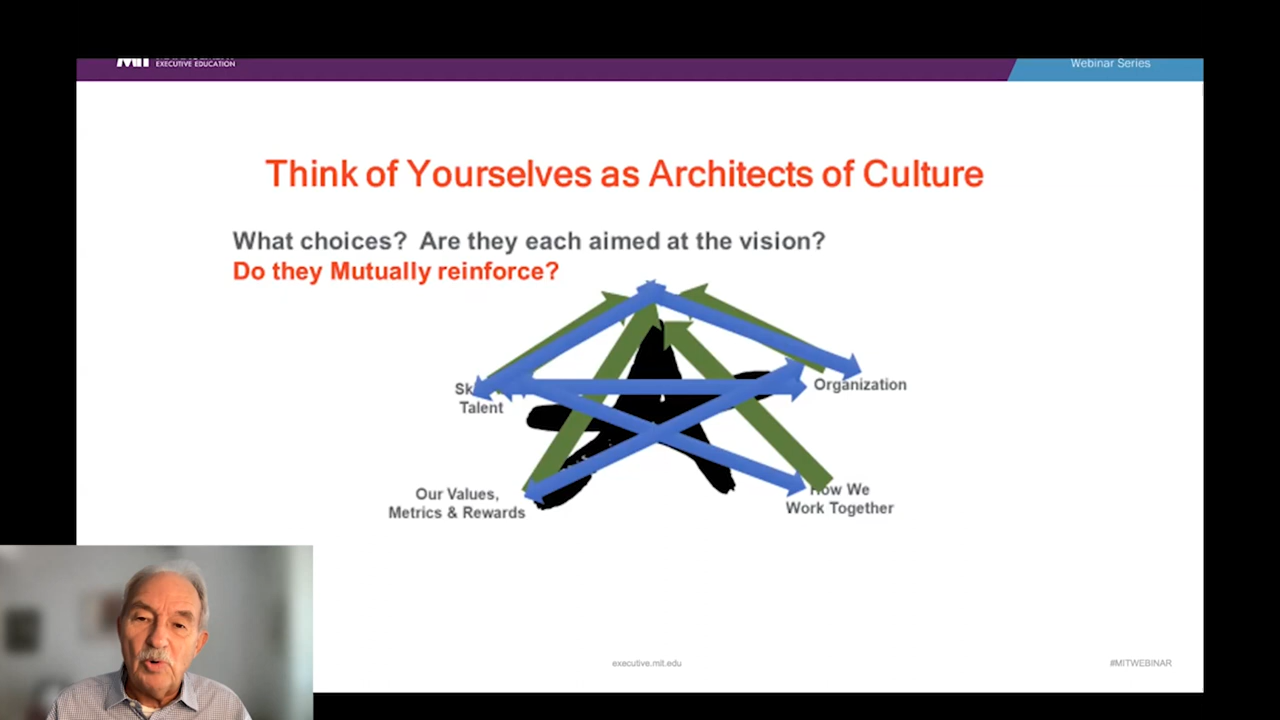 EXECUTIVE EDUCATION
Webinar Series
Think of Yourselves as Architects of Culture
What choices? Are they each aimed at the vision?
Do they Mutually reinforce?
Organization
Talent
Our Values,
Metrics & Rewards
How We
Work Together
executive.mit.edu
#MITWEBINAR